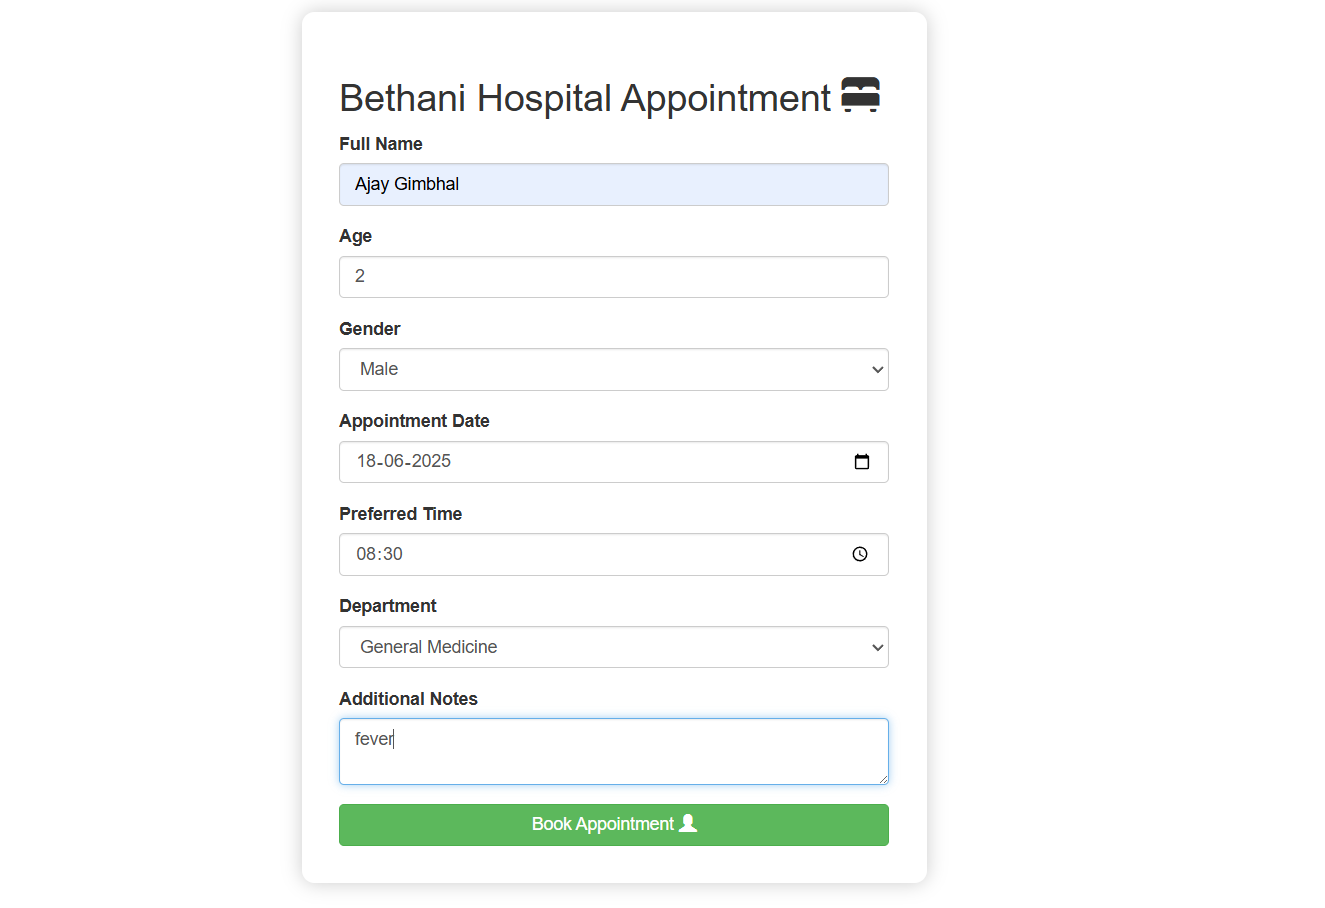 Bethani Hospital Appointment
Full Name
Ajay Gimbhal
Age
2
Gender
Male
Appointment Date
18-06-2025
Preferred Time
08:30
Department
General Medicine
Additional Notes
fever
Book Appointment